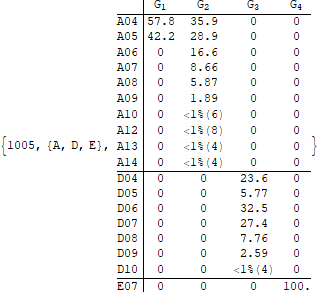 G1 G2 G3 G4
A04 57.8 35.9 0 0
A05 42.2 28.9 0 0
A06 0 16.6 0 0
A07 0 8.66 0 0
A08 0 5.87 0 0
A09 0 1.89 0 0
A10 0 <1%(6) 0 0
A12 0 <1%(8) 0 0
{1005, {A, D, E}, A13 0 <1%(4) 0 0 }
A14 0 <1%(4) 0 0
D04 0 0 23.6 0
D05 0 0 5.77 0
D06 0 0 32.5 0
D07 0 0 27.4 0
D08 0 0 7.76 0
D09 0 0 2.59 0
D10 0 0 <1%(4) 0
E07 0 0 0 100.